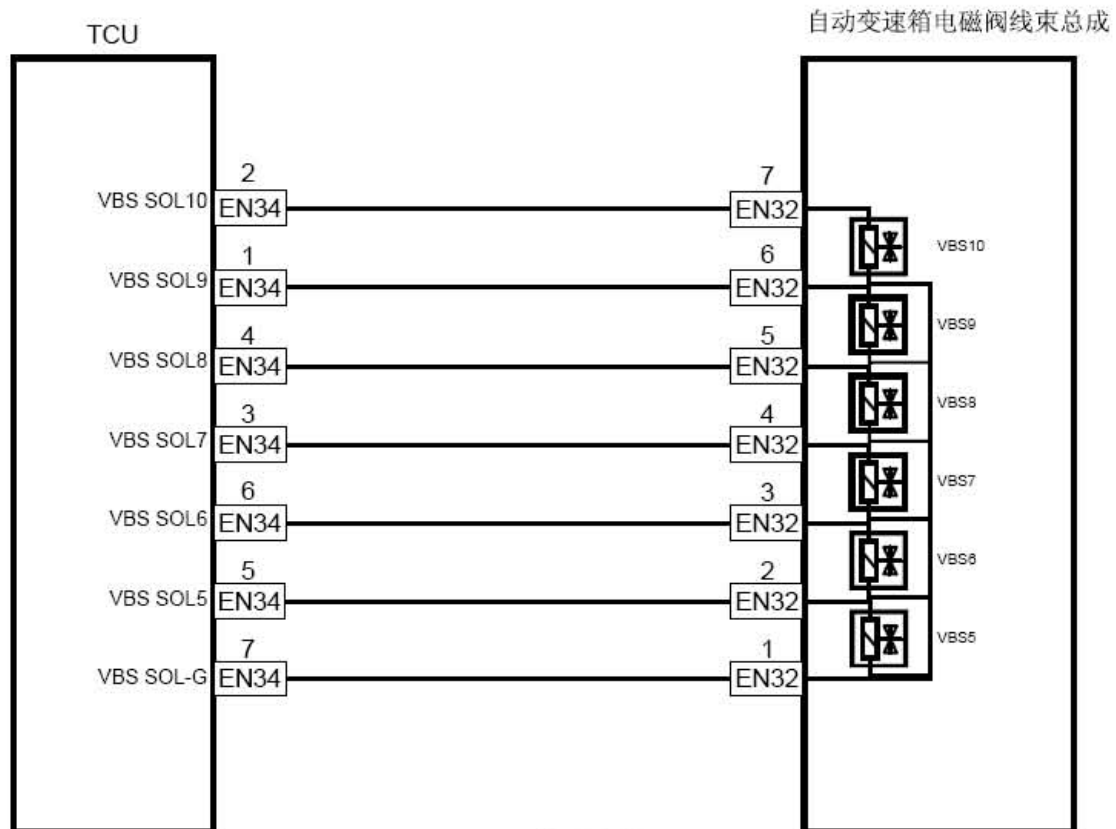 自动变速箱电磁阀线束总成
TCU
2
7
VBS SOL10
EN34
EN32
VBS10
1
6
VBS SOL9
EN34
EN32
VBS9
4
5
VBS SOL8
EN34
EN32
VBS8
3
4
VBS SOL7
EN34
EN32
VBS7
6
3
VBS SOL6
EN34
EN32
VBS6
5
2
VBS SOL5
EN34
EN32
VBS5
7
1
VBS SOL-G
EN34
EN32